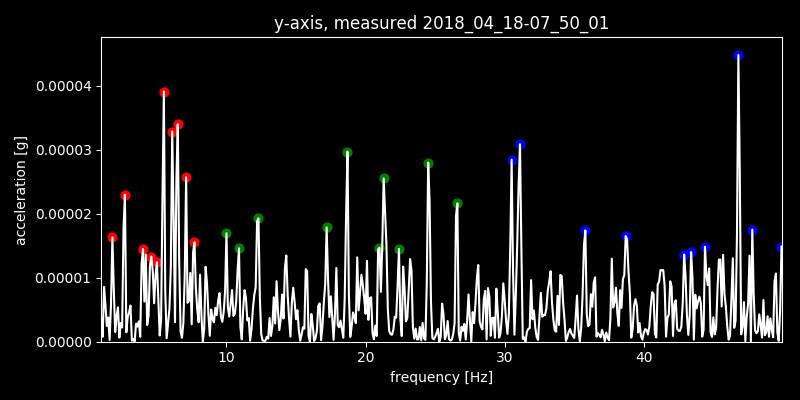 y-axis, measured 2018_04_18-07_50_01
acceleration [g]
0.00004
0.00003
0.00002
0.00001
0.00000
10 20 30 40
frequency [Hz]